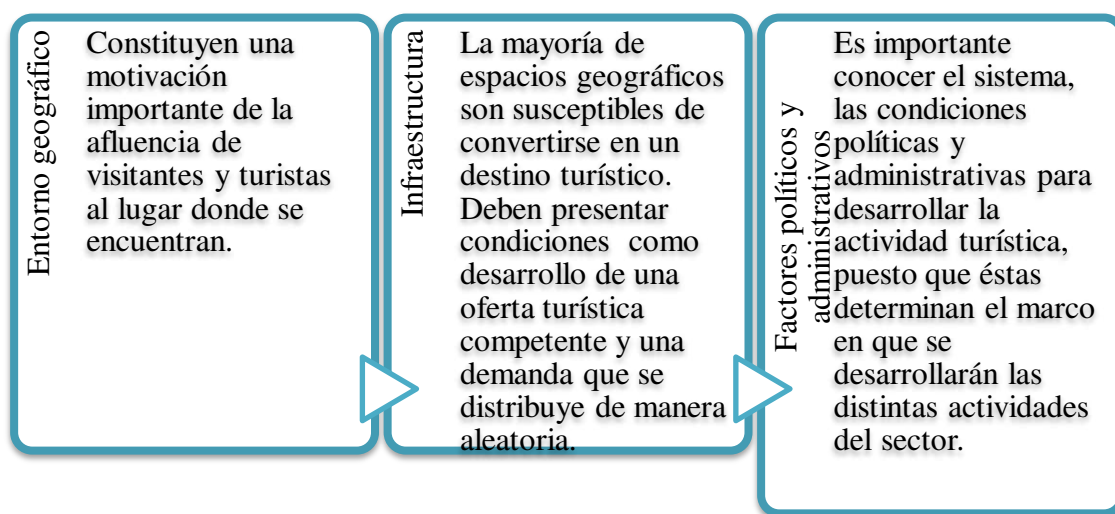 Entorno geográfico
Constituyen una
motivación
importante de la
afluencia de
visitantes y turistas
al lugar donde se
encuentran.
Infraestructura
La mayoría de
espacios geográficos
son susceptibles de
convertirse en un
destino turístico.
Deben presentar
condiciones como
desarrollo de una
oferta turística
competente y una
demanda que se
distribuye de manera
aleatoria.
Factores políticos y
administrativos
Es importante
conocer el sistema,
las condiciones
políticas y
administrativas para
desarrollar la
actividad turística,
puesto que éstas
determinan el marco
en que se
desarrollarán las
distintas actividades
del sector.